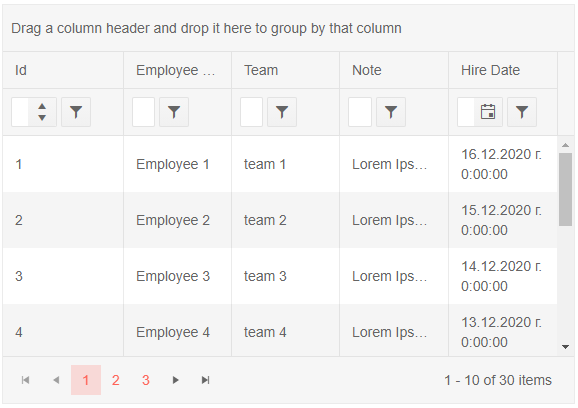 Drag a column header and drop it here to group by that column
Id Employee ... Team Note Hire Date
1 Employee 1 team 1 Lorem Ips... 16.12.2020 г. 0:00:00
2 Employee 2 team 2 Lorem Ips... 15.12.2020 г. 0:00:00
3 Employee 3 team 3 Lorem Ips... 14.12.2020 г. 0:00:00
4 Employee 4 team 4 Lorem Ips... 13.12.2020 г. 0:00:00
1 2 3 1 - 10 of 30 items